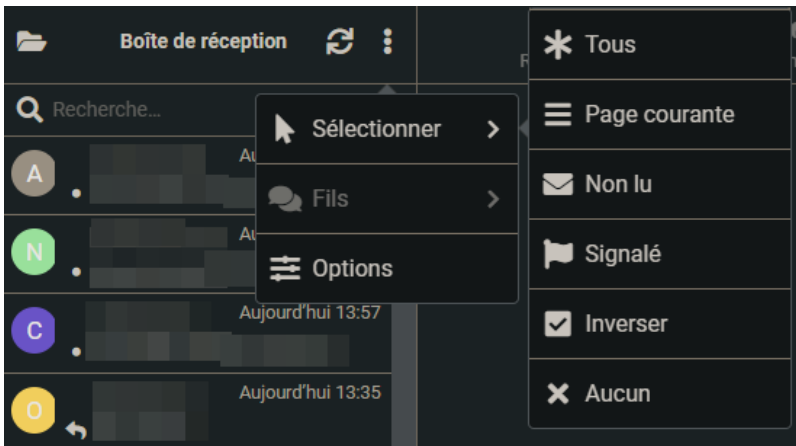 Boîte de réception
Recherche...
A
N
C
Aujourd'hui 13:57
O
Aujourd'hui 13:35
Sélectionner
Fils
Options
Tous
Page courante
Non lu
Signalé
Inverser
Aucun